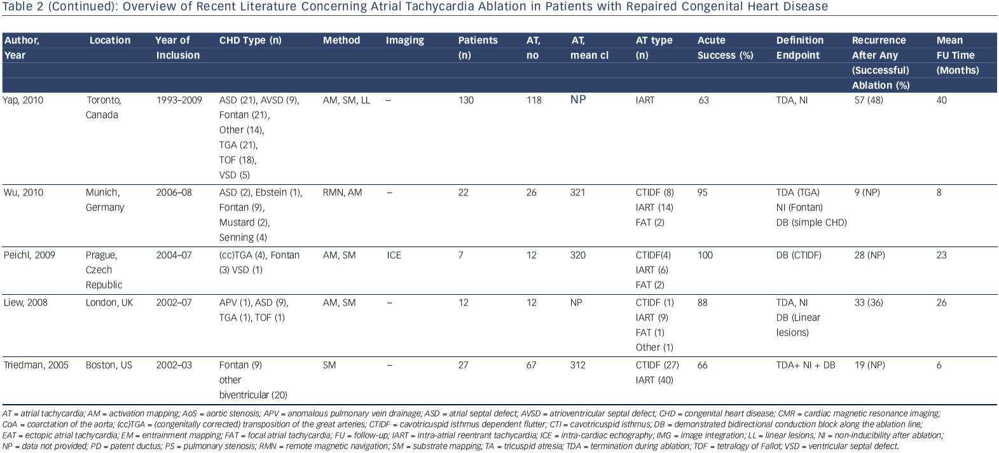 Table 2 (Continued): Overview of Recent Literature Concerning Atrial Tachycardia Ablation in Patients with Repaired Congenital Heart Disease
Author, Location Year of CHD Type (n) Method Imaging Patients AT, AT, AT type Acute Definition Recurrence Mean
Year Inclusion (n) no mean cl (n) Success (%) Endpoint After Any FU Time
(Successful) (Months)
Ablation (%)
Yap, 2010 Toronto, 1993–2009 ASD (21), AVSD (9), AM, SM, LL – 130 118 NP IART 63 TDA, NI 57 (48) 40
Canada Fontan (21),
Other (14),
TGA (21),
TOF (18),
VSD (5)
Wu, 2010 Munich, 2006–08 ASD (2), Ebstein (1), RMN, AM – 22 26 321 CTIDF (8) 95 TDA (TGA) 9 (NP) 8
Germany Fontan (9), IART (14) NI (Fontan)
Mustard (2), FAT (2) DB (simple CHD)
Senning (4)
Peichl, 2009 Prague, 2004–07 (cc)TGA (4), Fontan AM, SM ICE 7 12 320 CTIDF(4) 100 DB (CTIDF) 28 (NP) 23
Czech (3) VSD (1) IART (6)
Republic FAT (2)
Liew, 2008 London, UK 2002–07 APV (1), ASD (9), AM, SM – 12 12 NP CTIDF (1) 88 TDA, NI 33 (36) 26
TGA (1), TOF (1) IART (9) DB (Linear
FAT (1) lesions)
Other (1)
Triedman, 2005 Boston, US 2002–03 Fontan (9) SM – 27 67 312 CTIDF (27) 66 TDA+ NI + DB 19 (NP) 6
other IART (40)
biventricular (20)
AT = atrial tachycardia; AM = activation mapping; AoS = aortic stenosis; APV = anomalous pulmonary vein drainage; ASD = atrial septal defect; AVSD = atrioventricular septal defect; CHD = congenital heart disease; CMR = cardiac magnetic resonance imaging;
CoA = coarctation of the aorta; (cc)TGA = (congenitally corrected) transposition of the great arteries; CTIDF = cavotricuspid isthmus dependent flutter; CTI = cavotricuspid isthmus; DB = demonstrated bidirectional conduction block along the ablation line;
EAT = ectopic atrial tachycardia; EM = entrainment mapping; FAT = focal atrial tachycardia; FU = follow-up; IART = intra-atrial reentrant tachycardia; ICE = intra-cardiac echography; IMG = image integration; LL = linear lesions; NI = non-inducibility after ablation;
NP = data not provided; PD = patent ductus; PS = pulmonary stenosis; RMN = remote magnetic navigation; SM = substrate mapping; TA = tricuspid atresia; TDA = termination during ablation; TOF = tetralogy of Fallot; VSD = ventricular septal defect.